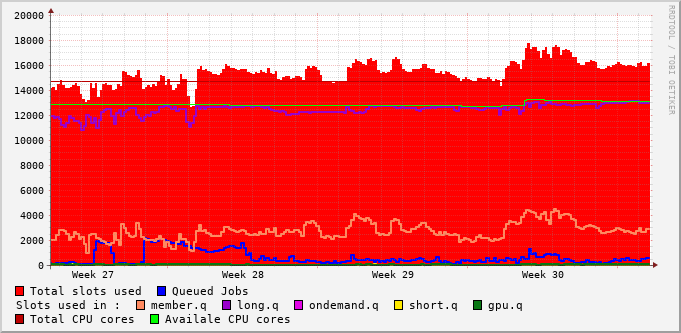 20000
18000
16000
14000
12000
10000
8000
6000
4000
2000
0
Week 27 Week 28 Week 29 Week 30
Total slots used Queued Jobs
Slots used in : member.q long.q ondemand.q short.q gpu.q
Total CPU cores Availale CPU cores
RRDTOOL / TOBI OETIKER